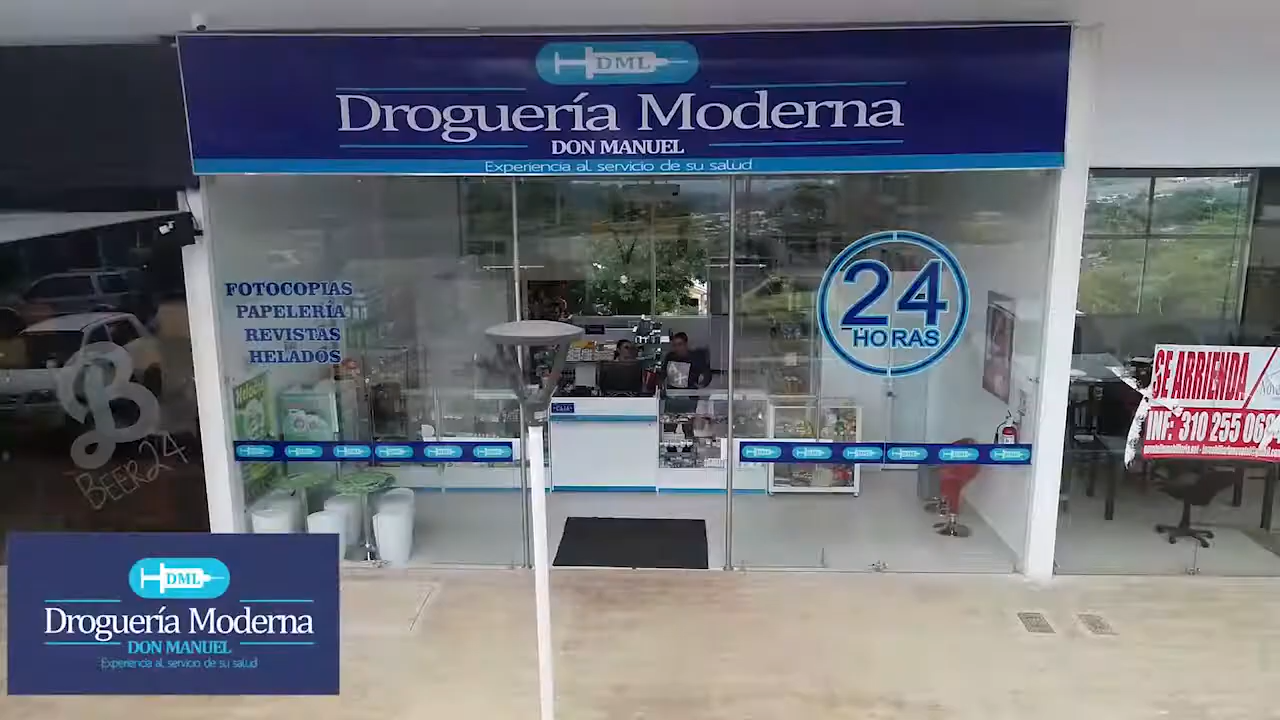 DML
Droguería Moderna
DON MANUEL
Experiencia al servicio de su salud
FOTOCOPIAS
PAPELERÍA
REVISTAS
HELADOS
24
HORAS
CAJA
SE ARRIENDA
INF: 310 255
B
BEER24
DML
Droguería Moderna
DON MANUEL
Experiencia al servicio de su salud